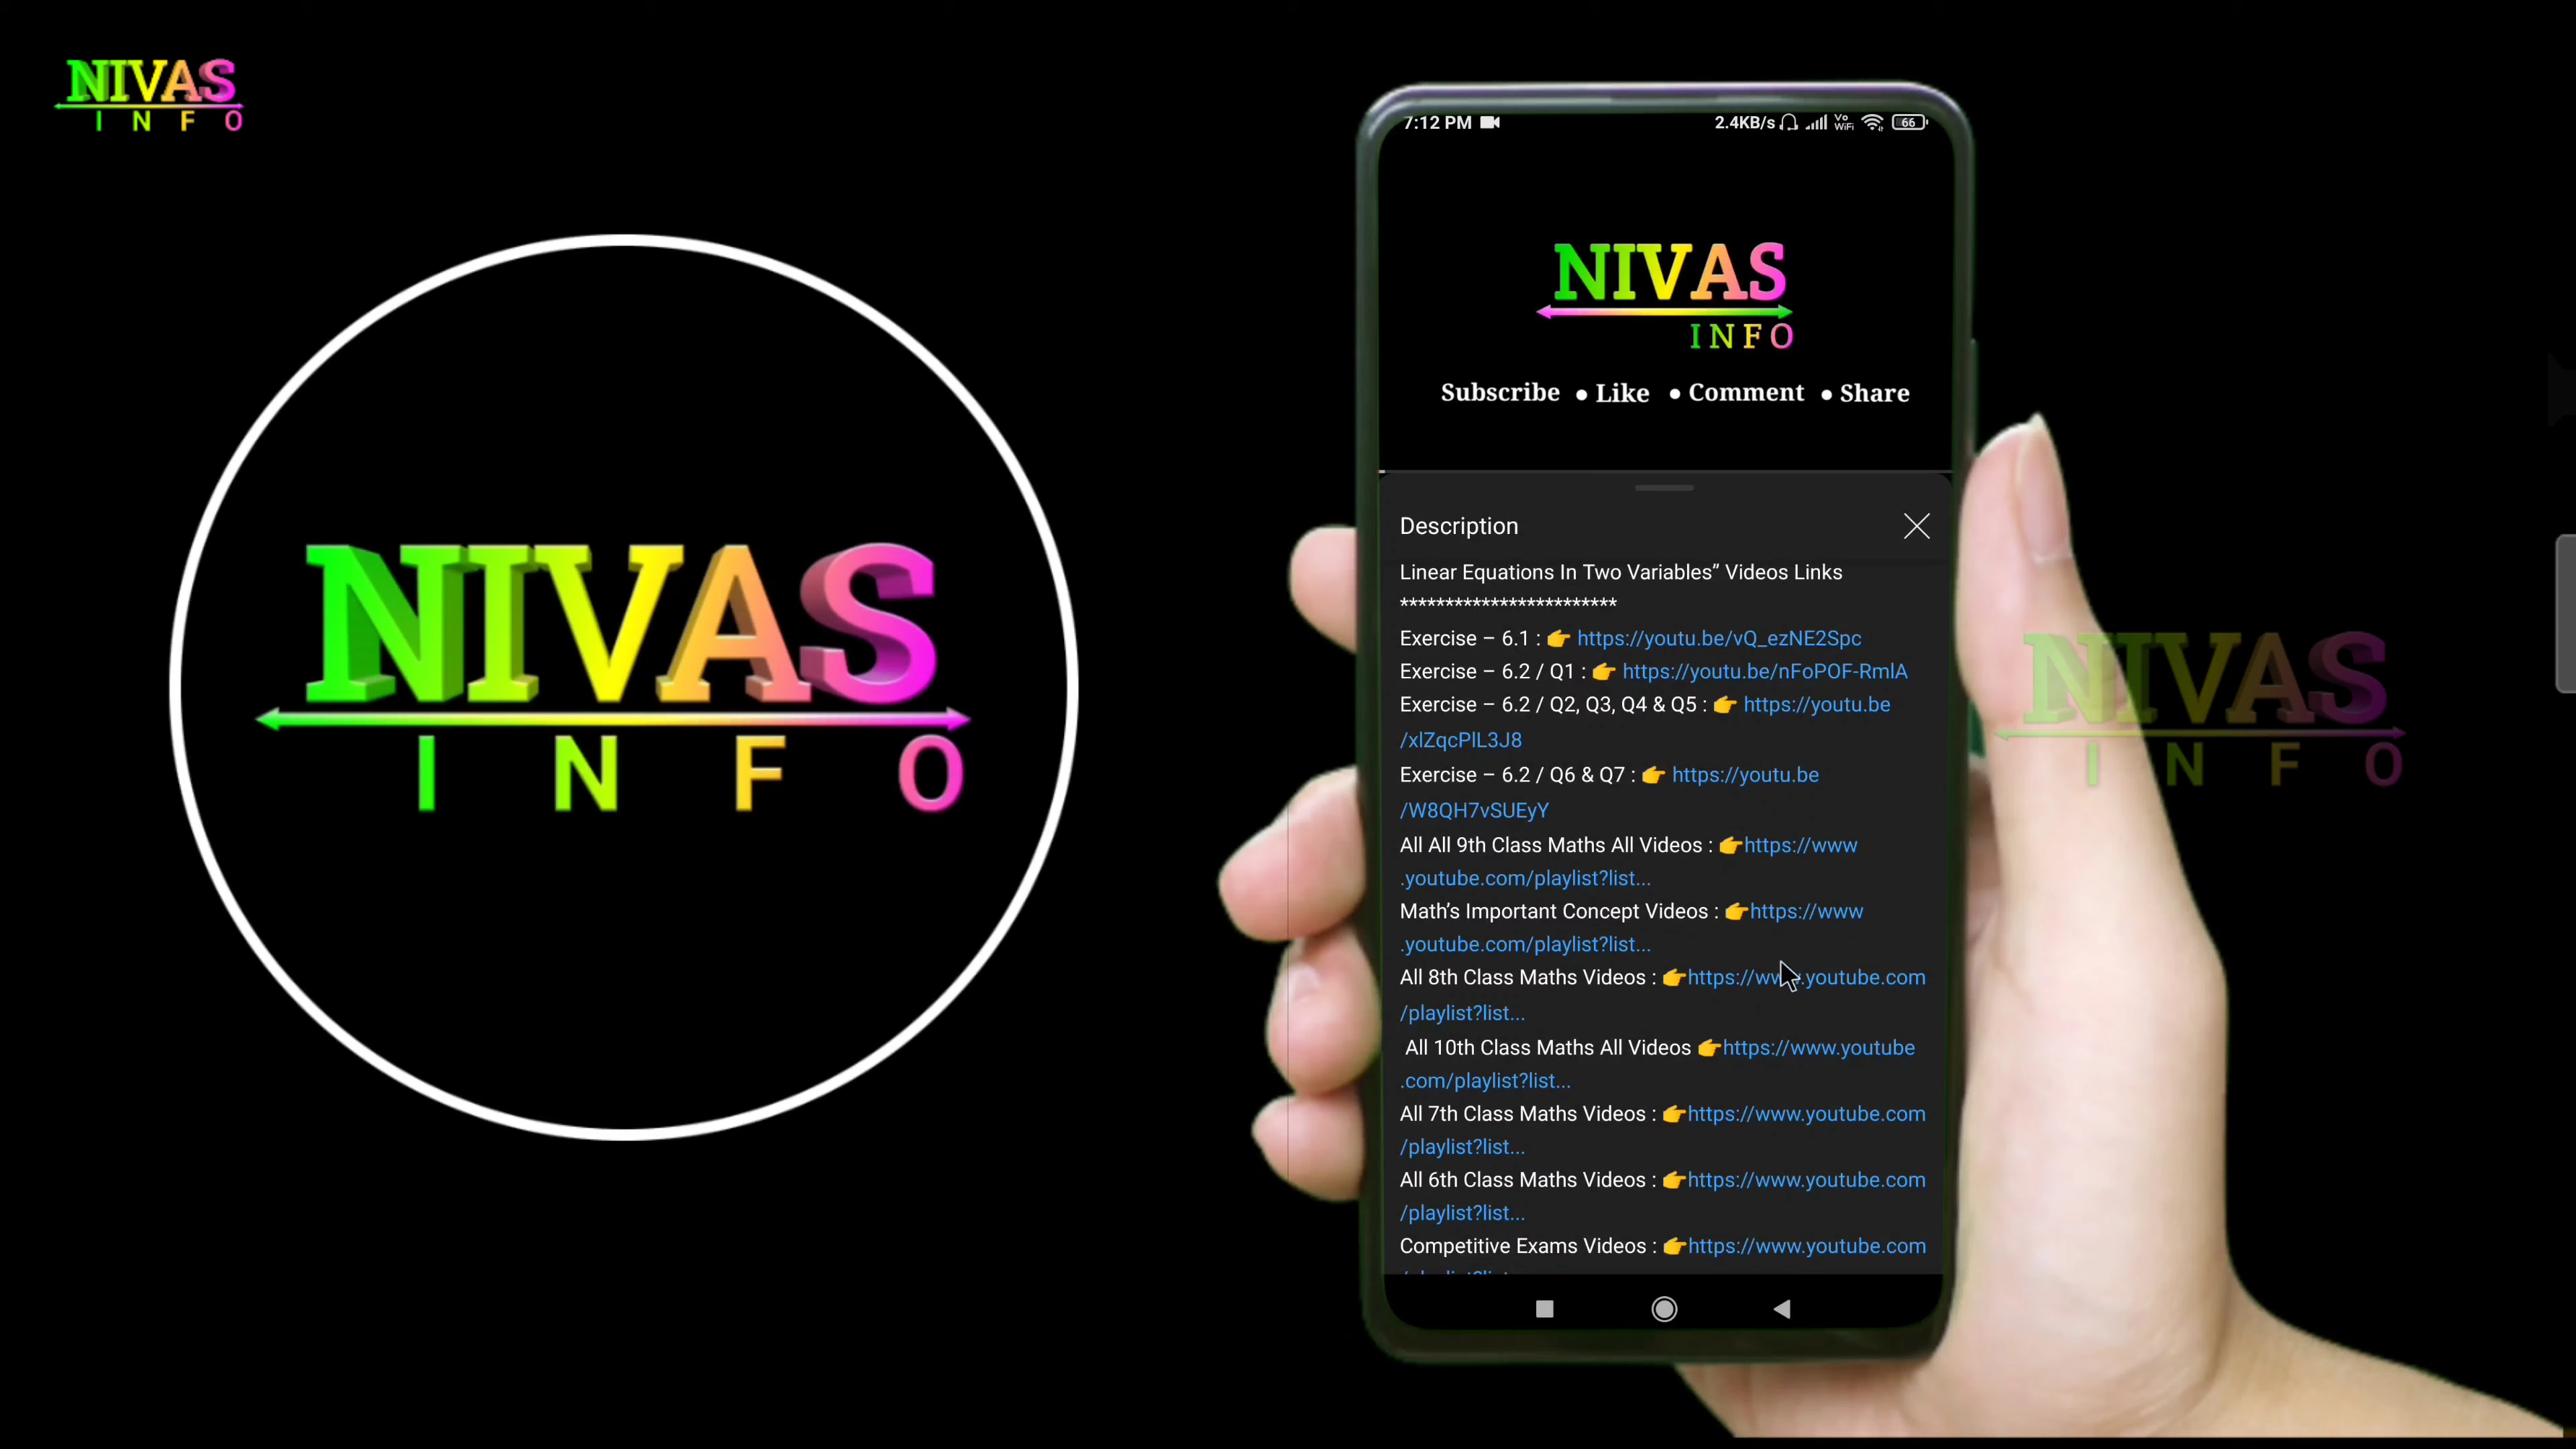 NIVAS
INFO
NIVAS
INFO
7:12 PM
2.4KB/s Vo WiFi 66
NIVAS
INFO
Subscribe • Like • Comment • Share
Description
Linear Equations In Two Variables” Videos Links
************************
Exercise – 6.1 : 👉 https://youtu.be/vQ_ezNE2Spc
Exercise – 6.2 / Q1 : 👉 https://youtu.be/nFoPOF-RmlA
Exercise – 6.2 / Q2, Q3, Q4 & Q5 : 👉 https://youtu.be
/xlZqcPlL3J8
Exercise – 6.2 / Q6 & Q7 : 👉 https://youtu.be
/W8QH7vSUEyY
All All 9th Class Maths All Videos : 👉https://www
.youtube.com/playlist?list...
Math’s Important Concept Videos : 👉https://www
.youtube.com/playlist?list...
All 8th Class Maths Videos : 👉https://www.youtube.com
/playlist?list...
All 10th Class Maths All Videos 👉https://www.youtube
.com/playlist?list...
All 7th Class Maths Videos : 👉https://www.youtube.com
/playlist?list...
All 6th Class Maths Videos : 👉https://www.youtube.com
/playlist?list...
Competitive Exams Videos : 👉https://www.youtube.com
NIVAS
INFO